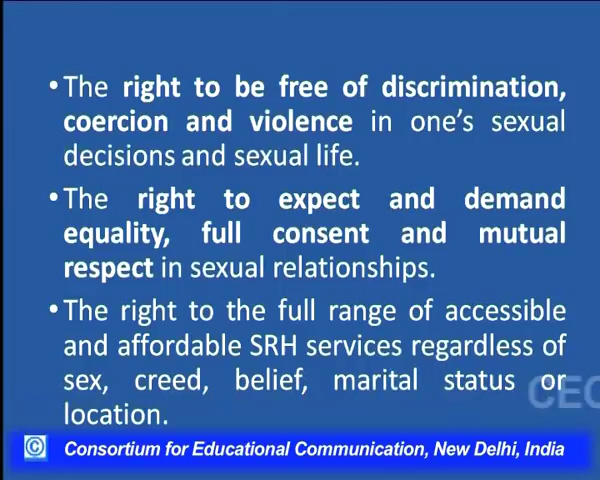 • The right to be free of discrimination,
coercion and violence in one's sexual
decisions and sexual life.
• The right to expect and demand
equality, full consent and mutual
respect in sexual relationships.
• The right to the full range of accessible
and affordable SRH services regardless of
sex, creed, belief, marital status or
location.
CEC
© Consortium for Educational Communication, New Delhi, India